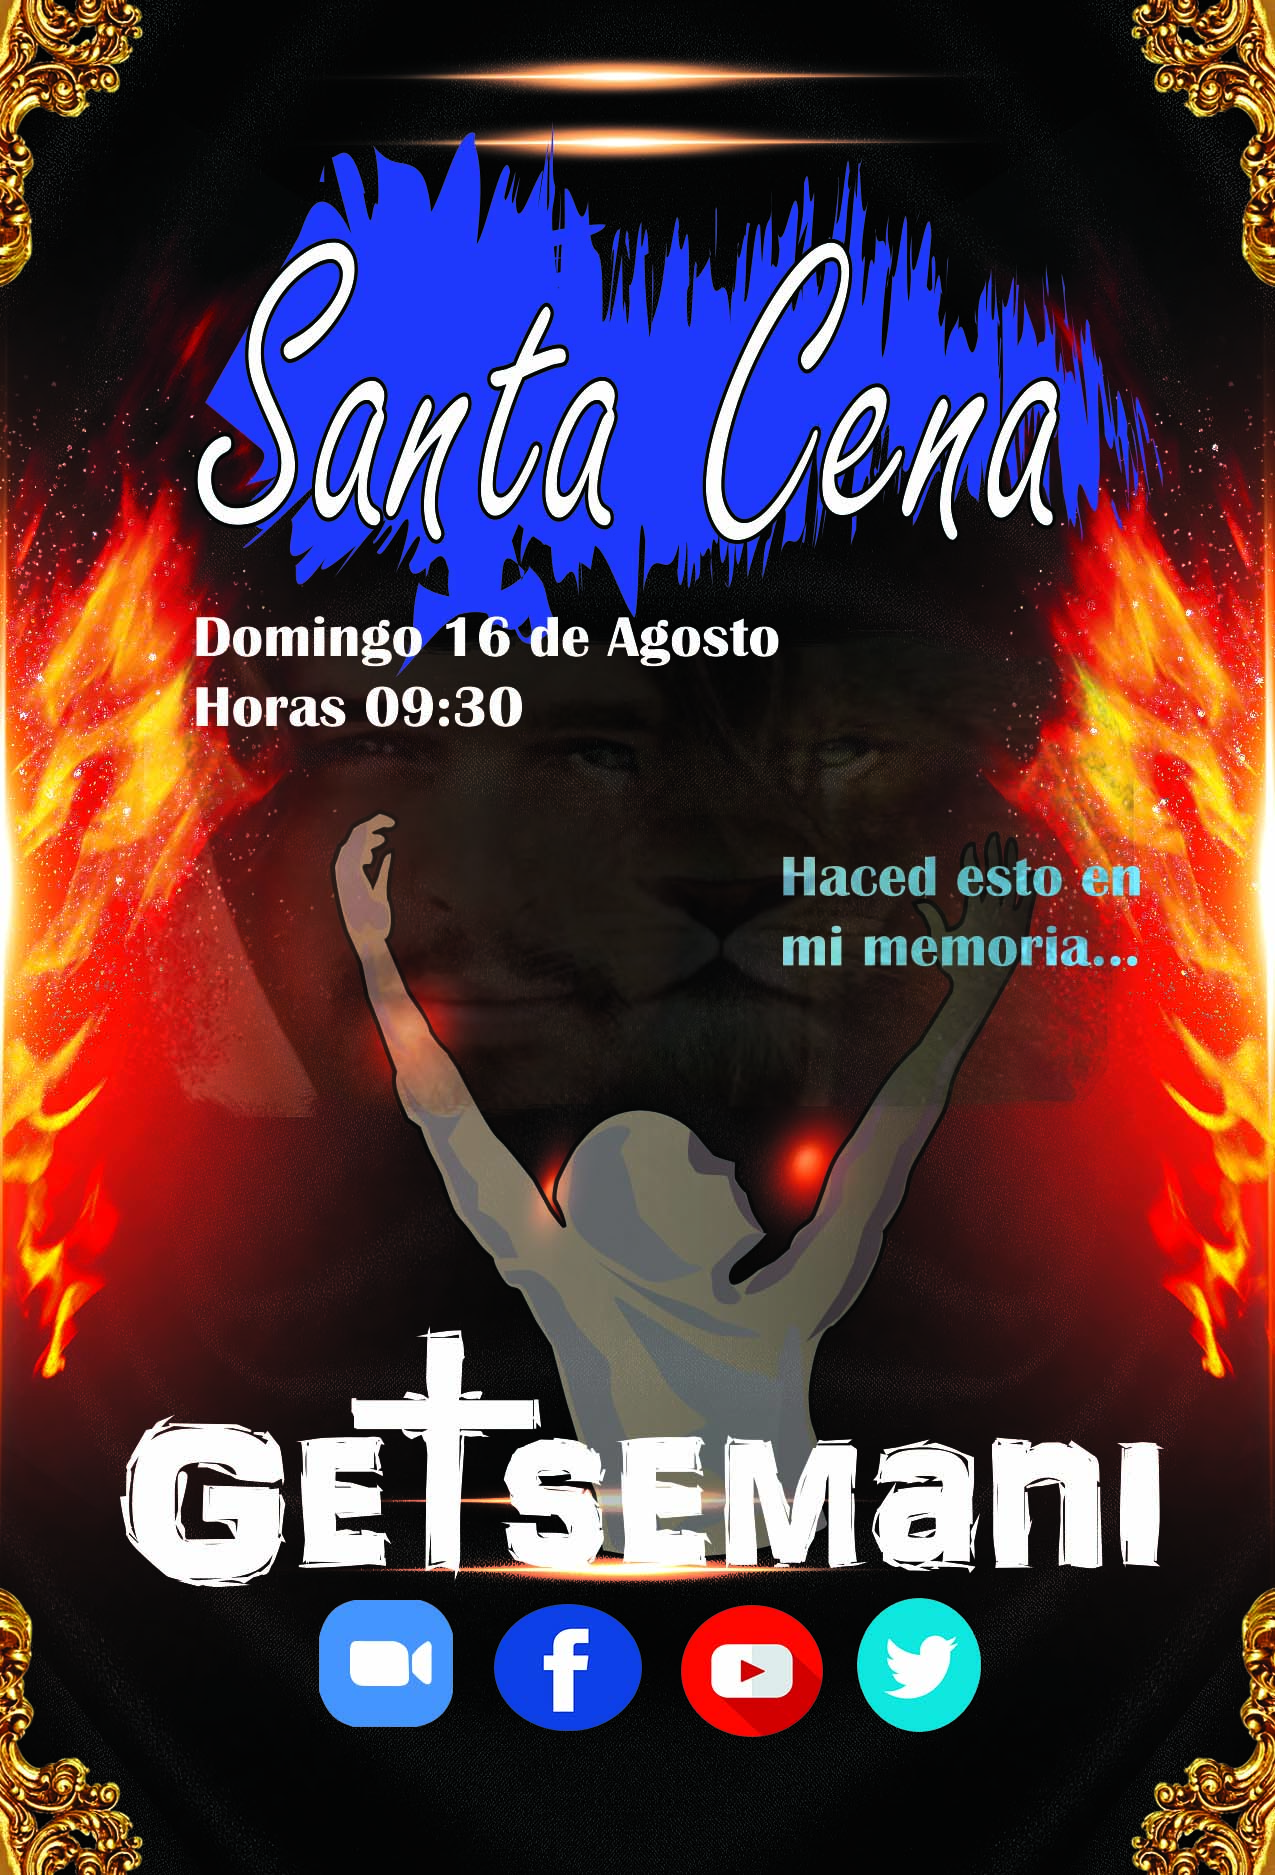 Santa Cena
Domingo 16 de Agosto
Horas 09:30
Haced esto en
mi memoria...
GETSEMani